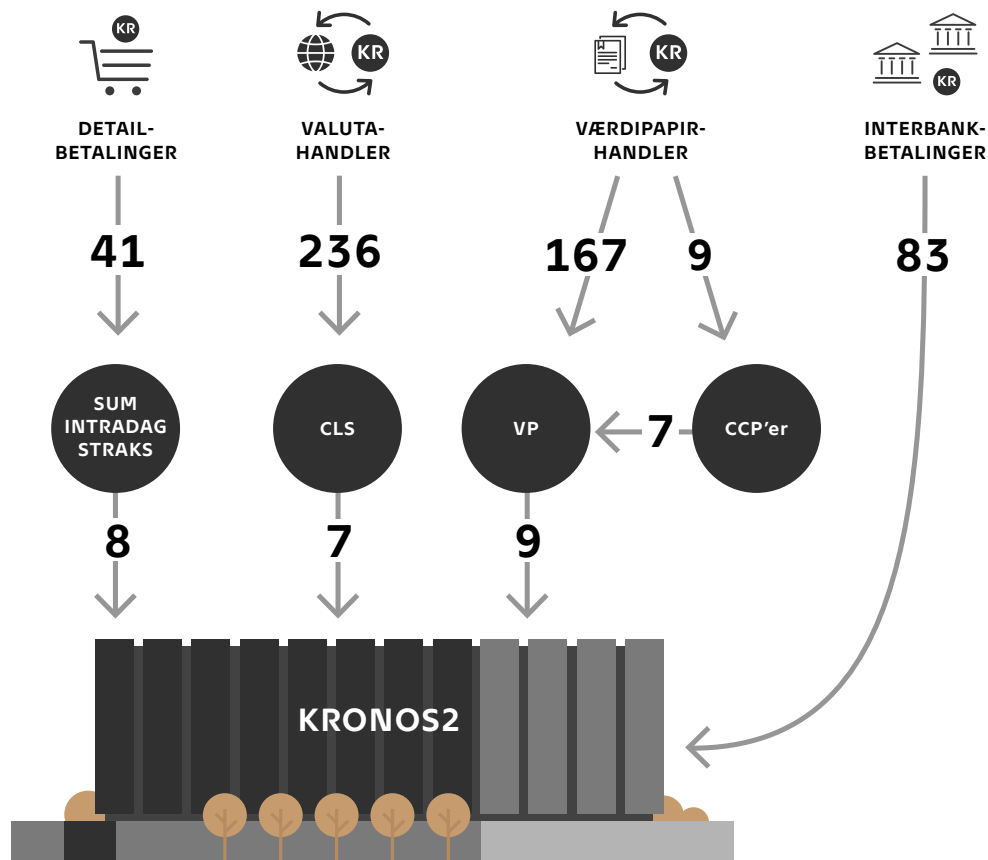 KR
KR
KR
KR
DETAIL-
BETALINGER
VALUTA-
HANDLER
VÆRDIPAPIR-
HANDLER
INTERBANK-
BETALINGER
41
236
167
9
83
SUM
INTRADAG
STRAKS
CLS
VP
7
CCP’er
8
7
9
KRONOS2